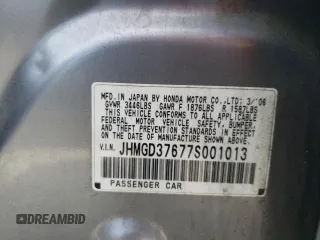 MFD. IN JAPAN BY HONDA MOTOR CO., LTD: 3/'06
GVWR 3446LBS GAWR F 1876LBS R 1587LBS
THIS VEHICLE CONFORMS TO ALL APPLICABLE
FEDERAL MOTOR VEHICLE SAFETY, BUMPER,
AND THEFT PREVENTION STANDARDS IN EFFECT
ON THE DATE OF MANUFACTURE SHOWN ABOVE.
V.I.N. JHMGD37677S001013
PASSENGER CAR
DREAMBID